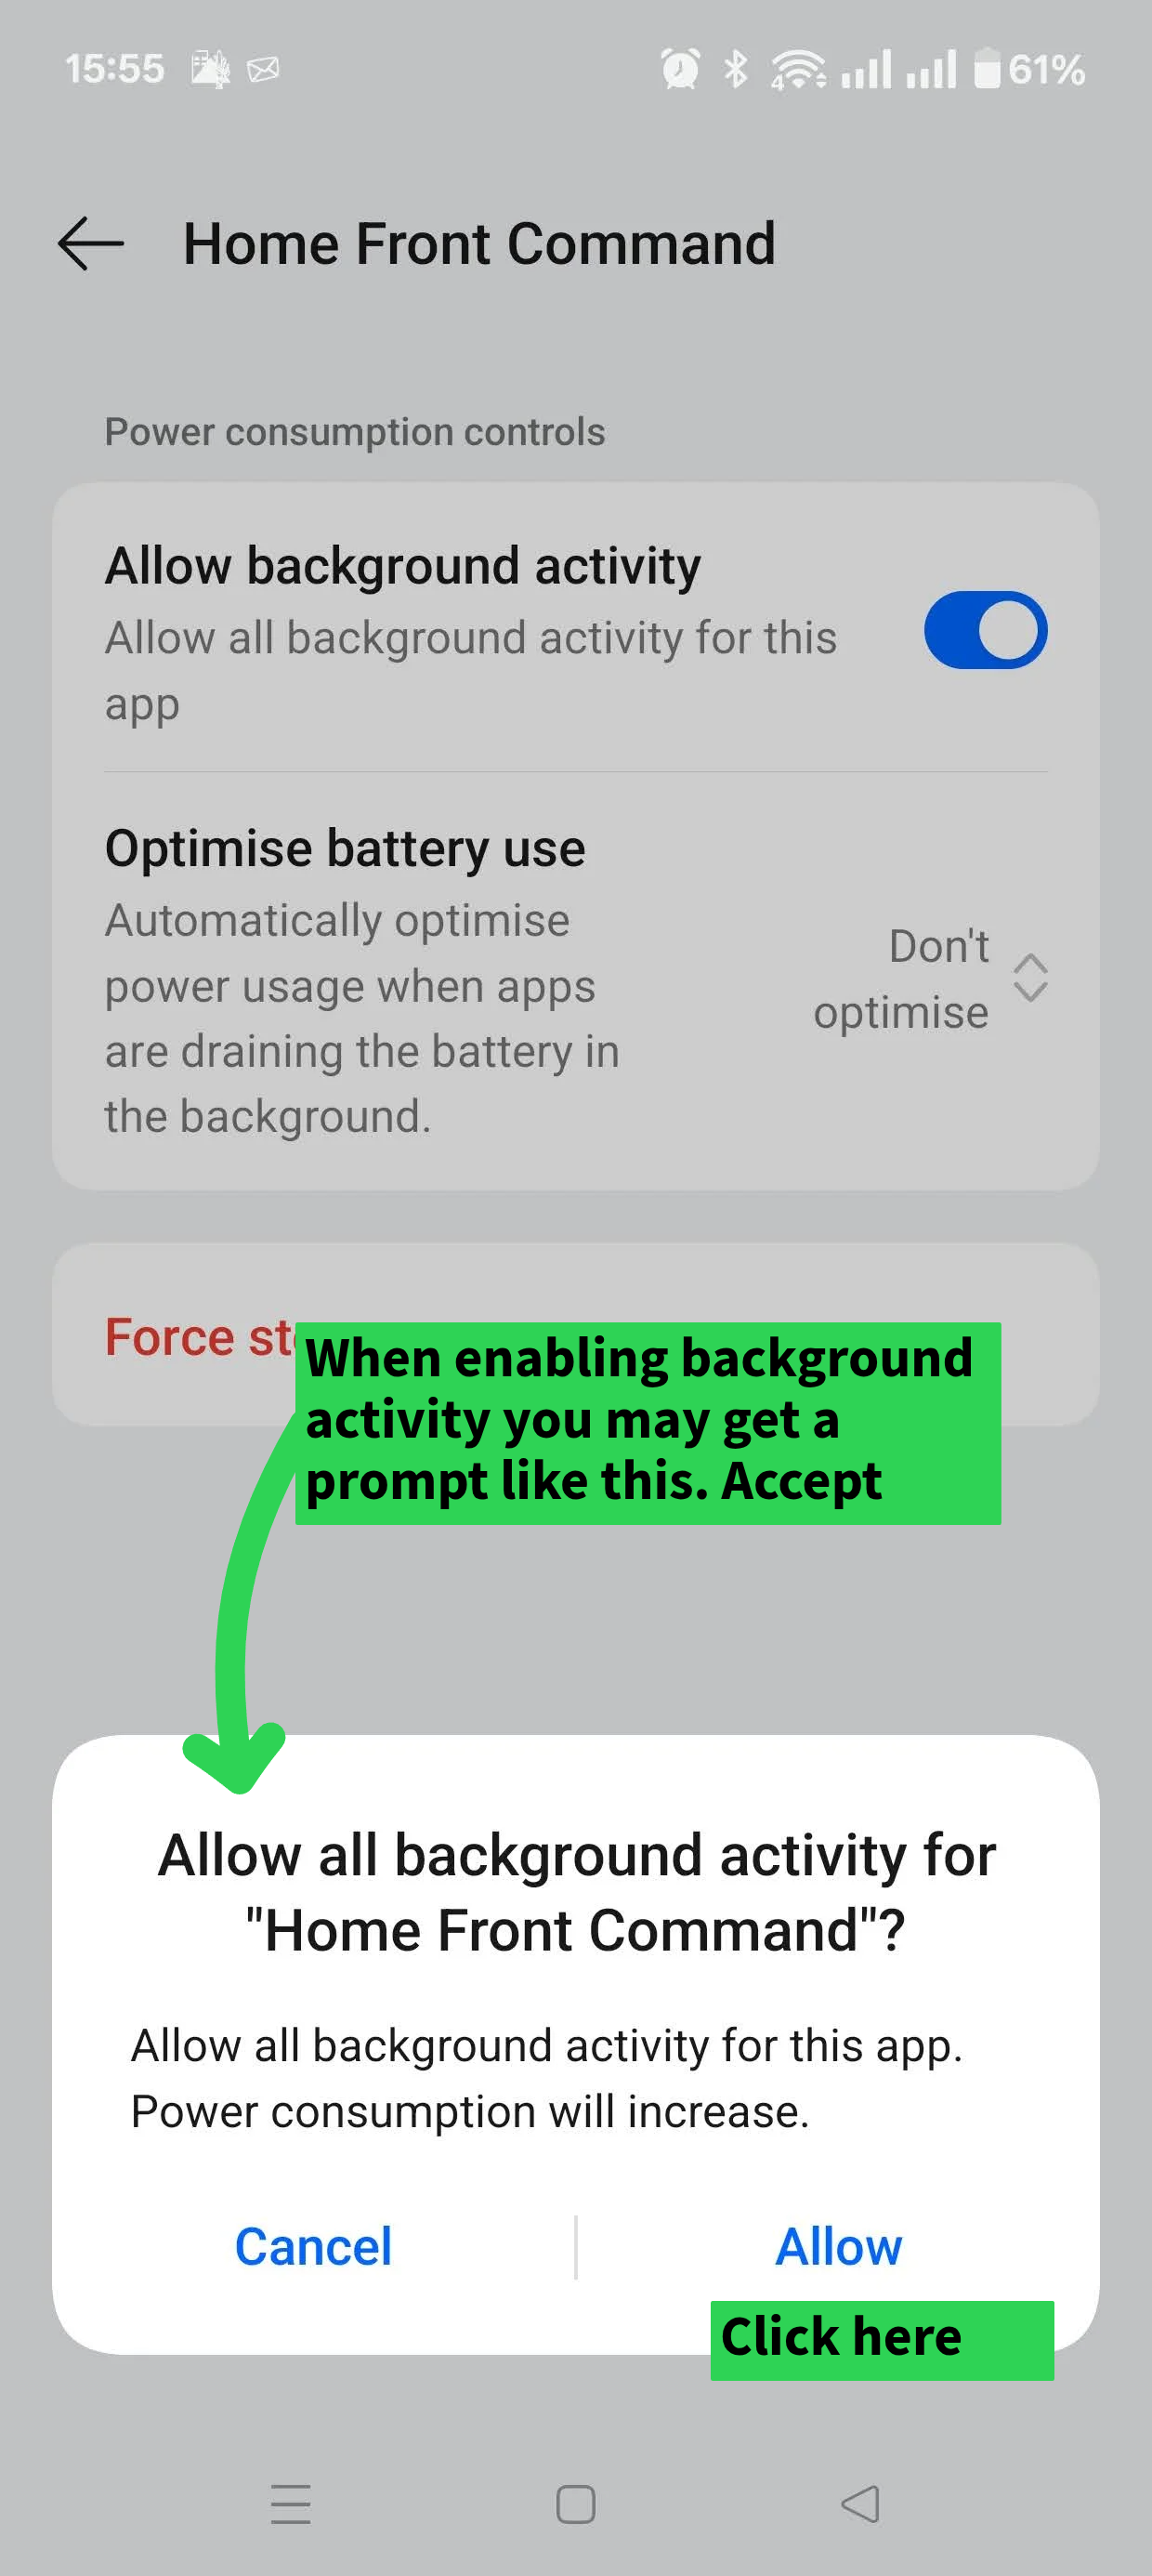 15:55
4
61%
Home Front Command
Power consumption controls
Allow background activity
Allow all background activity for this
app
Optimise battery use
Automatically optimise
power usage when apps
are draining the battery in
the background.
Don't
optimise
Force
When enabling background
activity you may get a
prompt like this. Accept
Allow all background activity for
"Home Front Command"?
Allow all background activity for this app.
Power consumption will increase.
Cancel
Allow
Click here